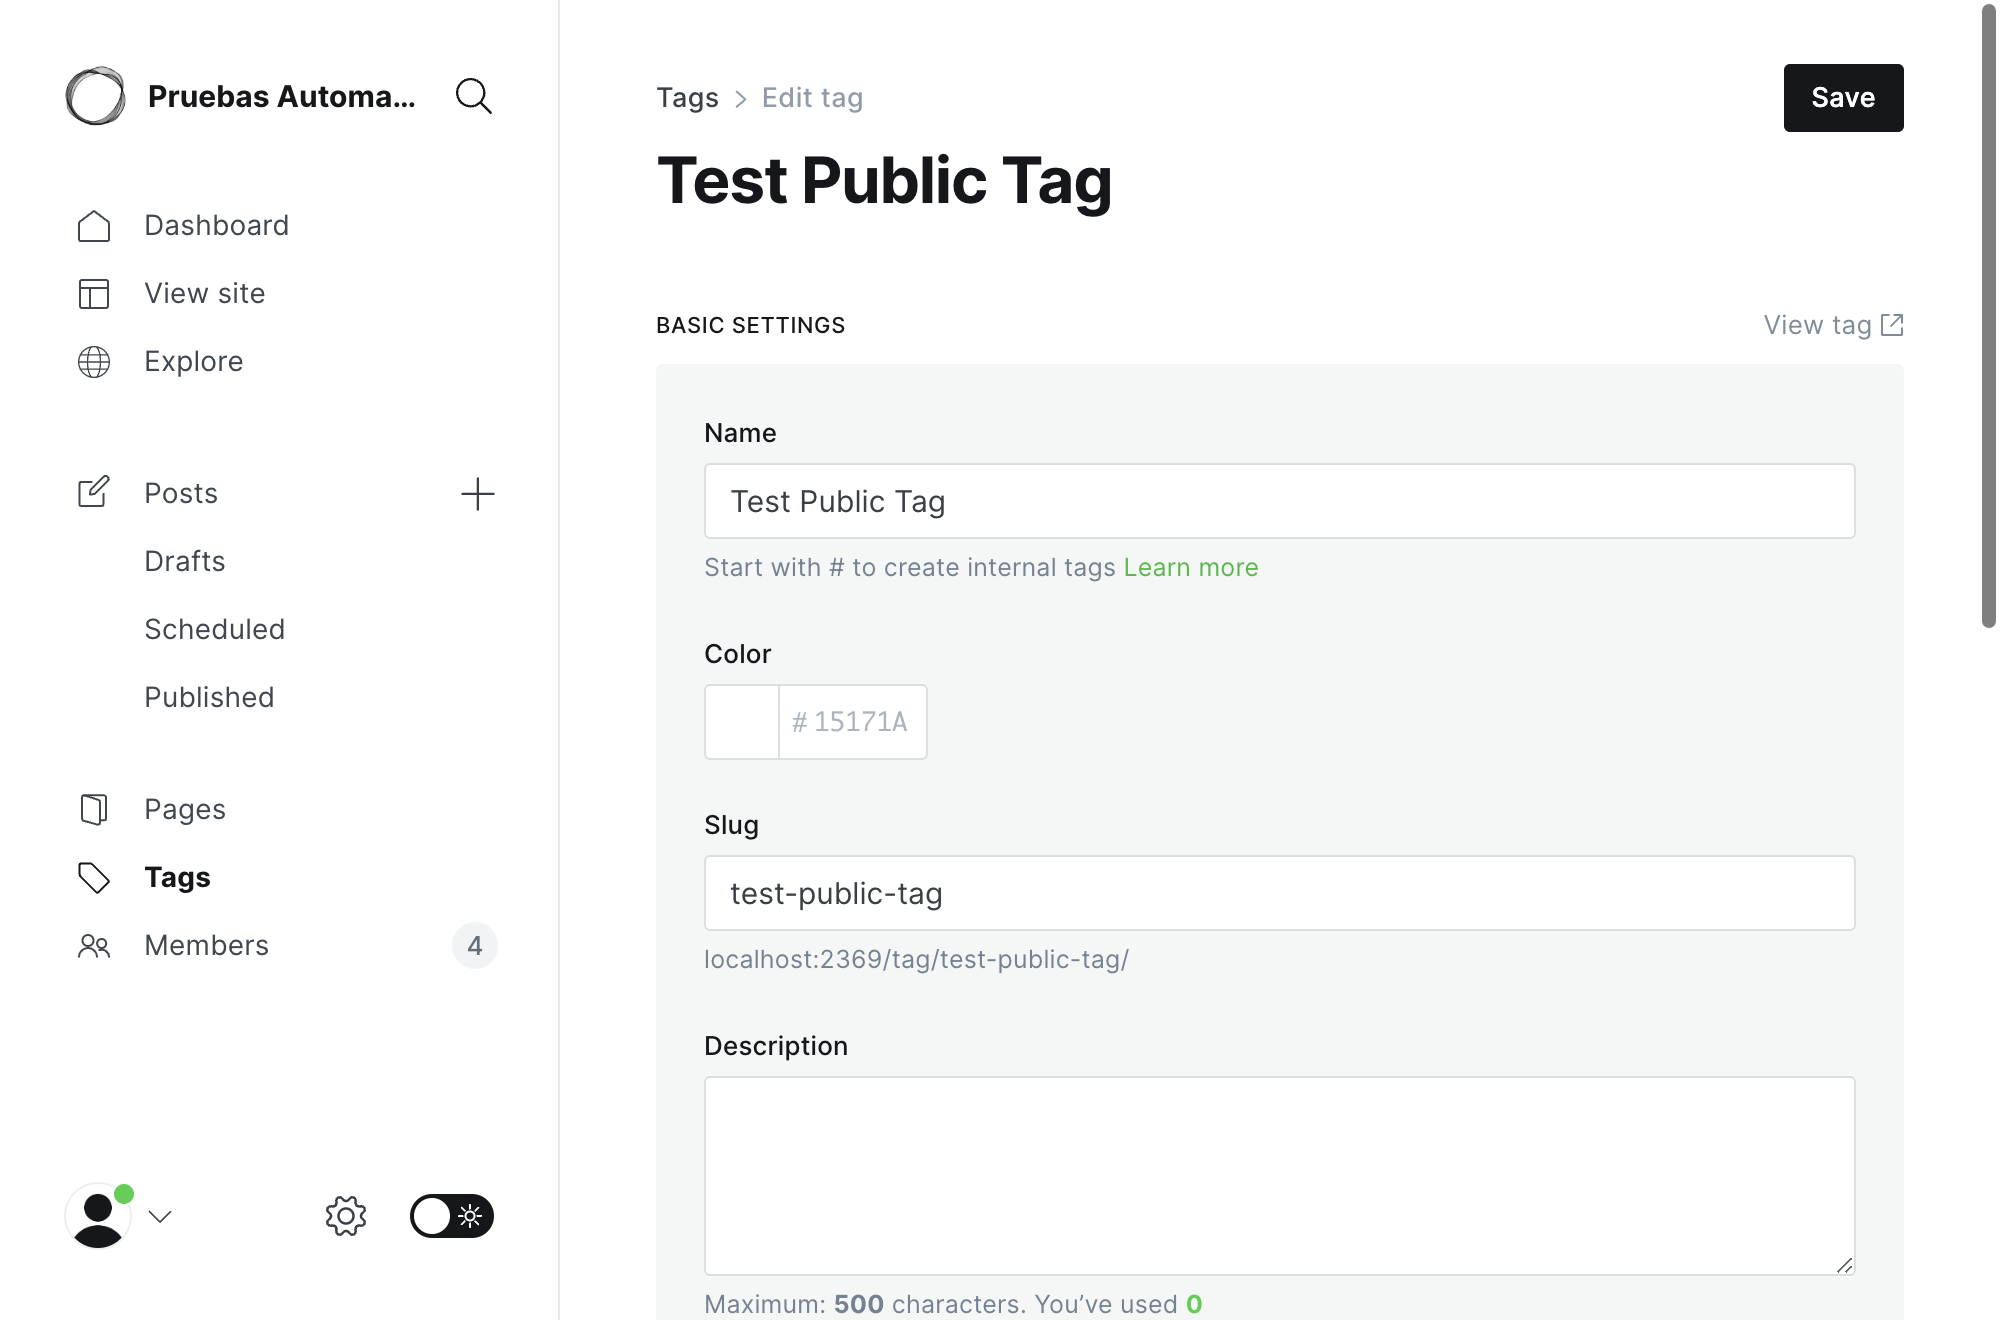 Pruebas Automa...
Dashboard
View site
Explore
Posts
Drafts
Scheduled
Published
Pages
Tags
Members 4
Tags > Edit tag
Save
Test Public Tag
BASIC SETTINGS
View tag
Name
Test Public Tag
Start with # to create internal tags Learn more
Color
# 15171A
Slug
test-public-tag
localhost:2369/tag/test-public-tag/
Description
Maximum: 500 characters. You’ve used 0